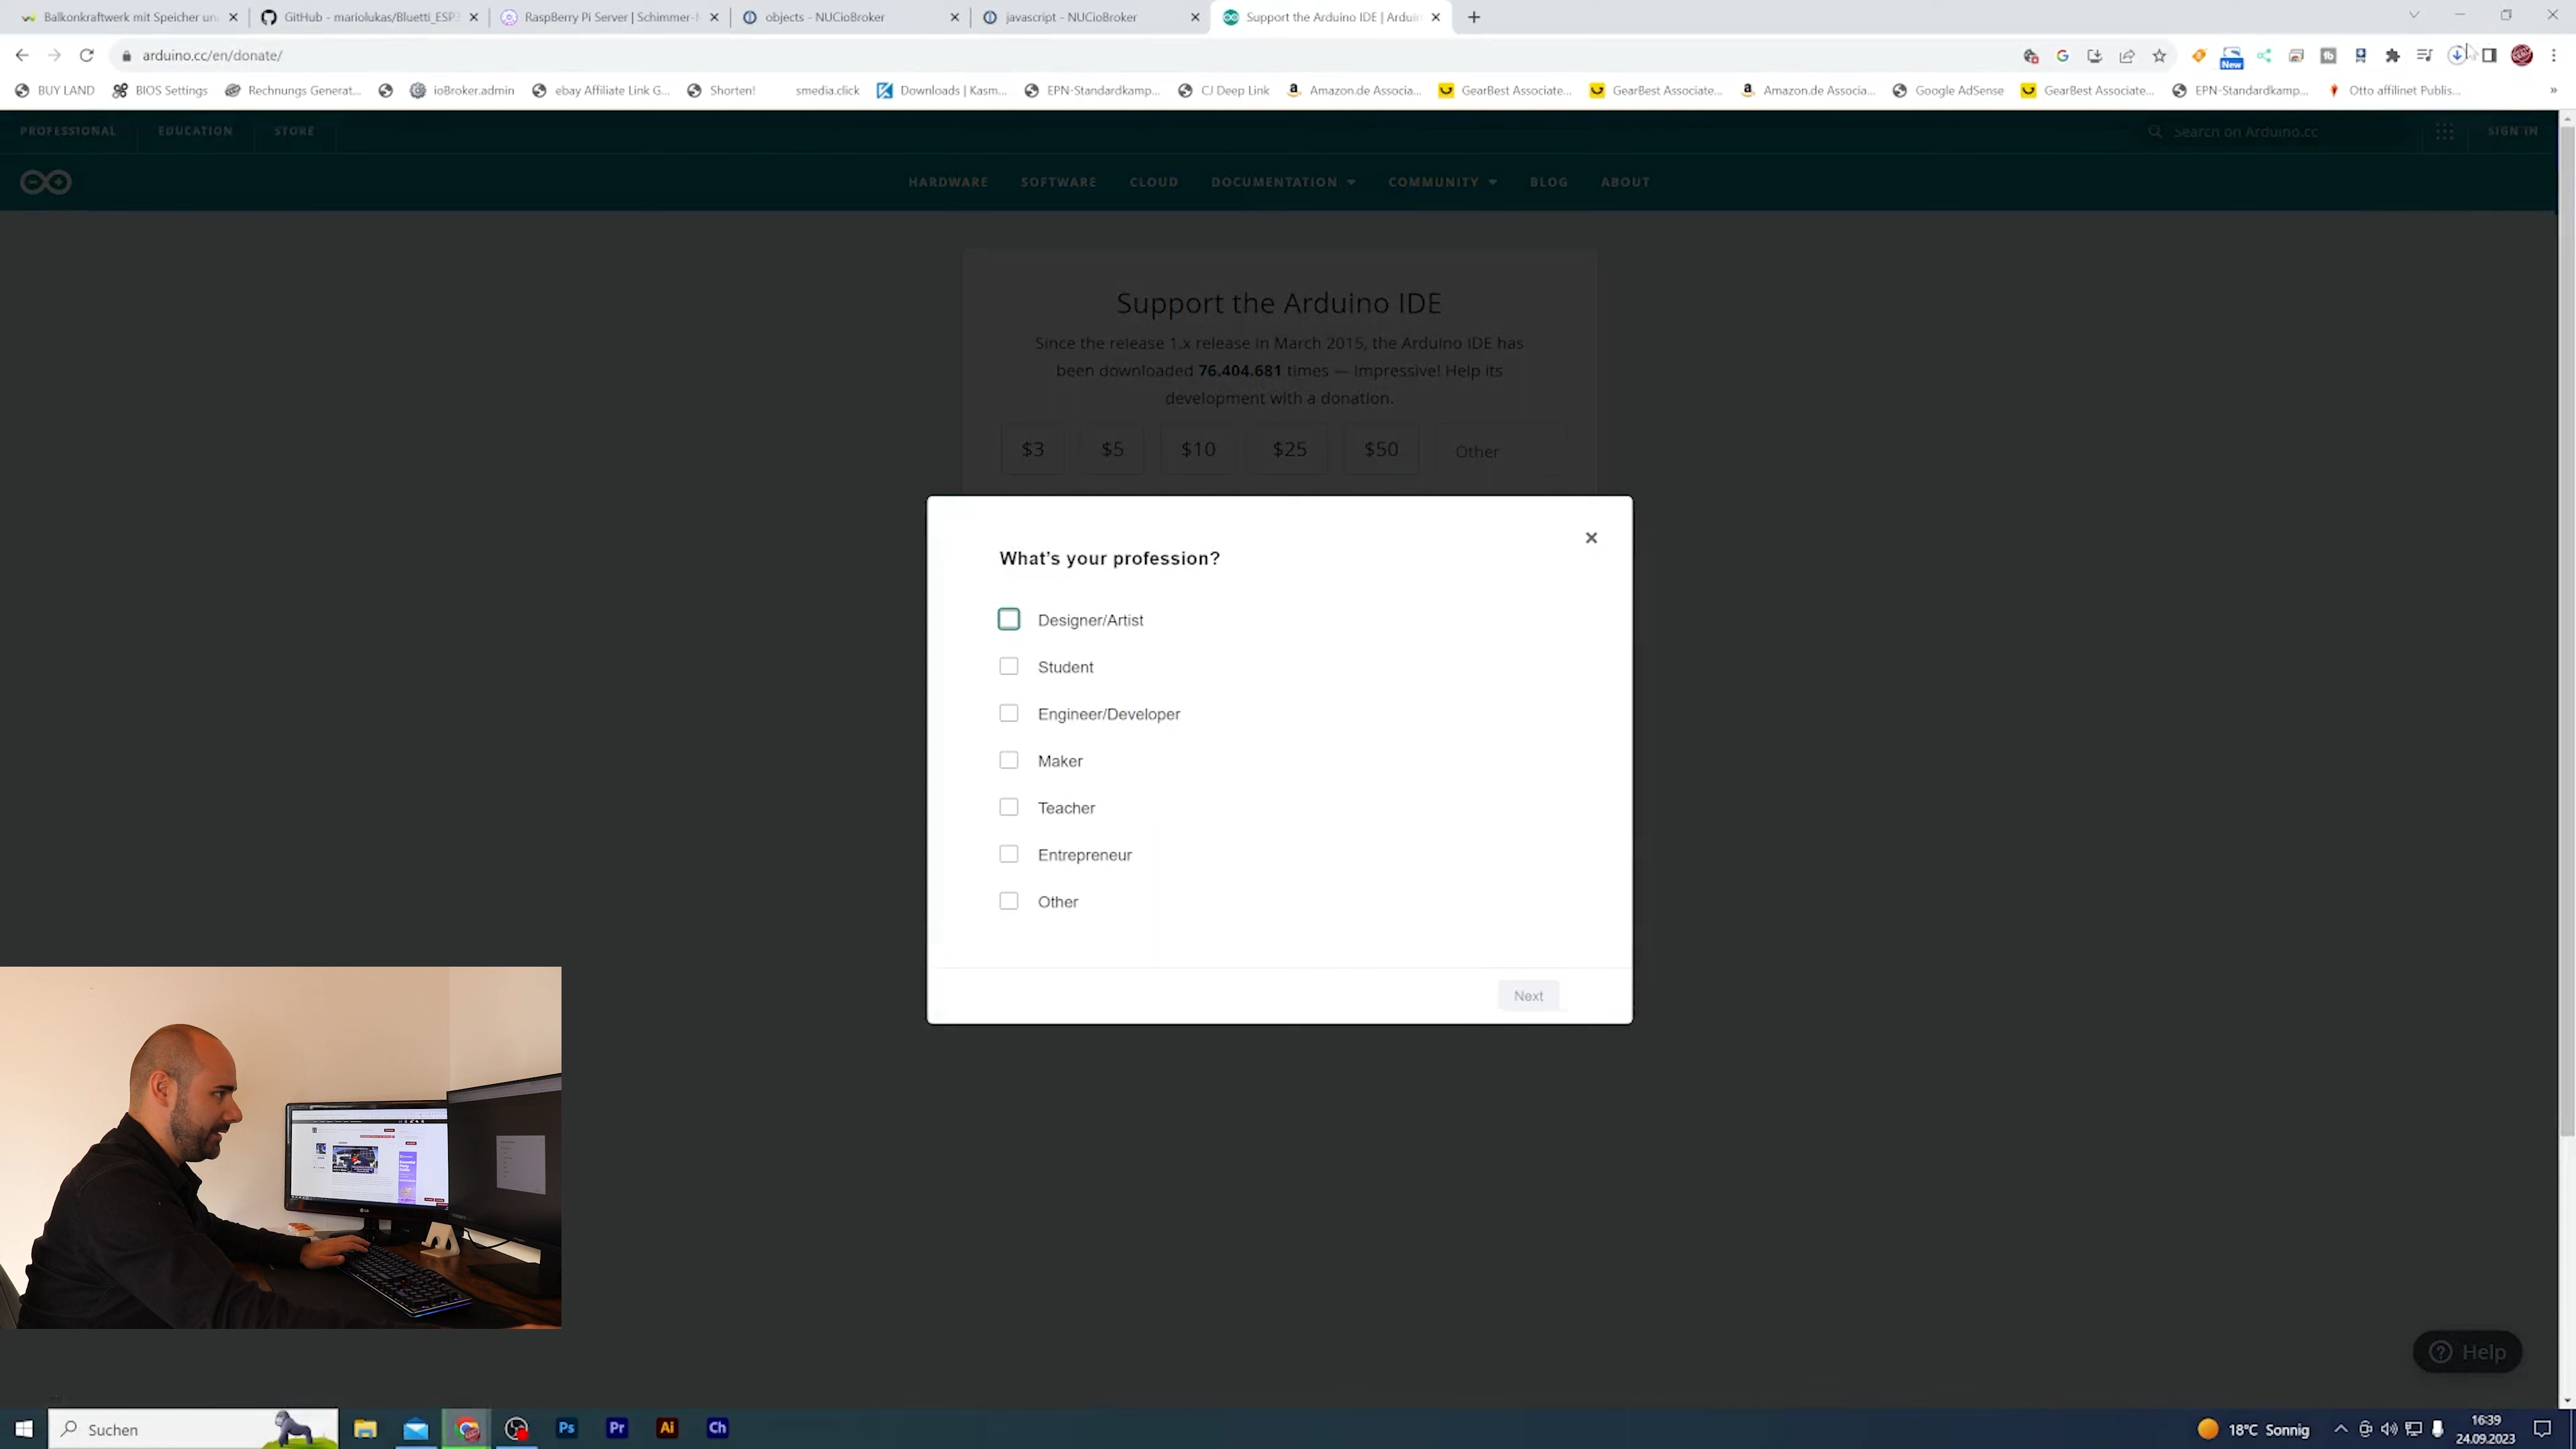 Balkonkraftwerk mit Speicher un
GitHub - mariolukas/Bluetti_ESP3
RaspBerry Pi Server | Schimmer-
objects - NUCioBroker
javascript - NUCioBroker
Support the Arduino IDE | Arduin
arduino.cc/en/donate/
New
BUY LAND
BIOS Settings
Rechnungs Generat...
ioBroker.admin
ebay Affiliate Link G...
Shorten!
smedia.click
Downloads | Kasm...
EPN-Standardkamp...
CJ Deep Link
Amazon.de Associa...
GearBest Associate...
GearBest Associate...
Amazon.de Associa...
Google AdSense
GearBest Associate...
EPN-Standardkamp...
Otto affilinet Publis...
PROFESSIONAL
EDUCATION
STORE
Search on Arduino.cc
SIGN IN
HARDWARE
SOFTWARE
CLOUD
DOCUMENTATION
COMMUNITY
BLOG
ABOUT
Support the Arduino IDE
Since the release 1.x release in March 2015, the Arduino IDE has
been downloaded 76.404.681 times — impressive! Help its
development with a donation.
$3
$5
$10
$25
$50
Other
What's your profession?
Designer/Artist
Student
Engineer/Developer
Maker
Teacher
Entrepreneur
Other
Next
Help
Suchen
Ps
Pr
Ai
Ch
18°C Sonnig
16:39
24.09.2023